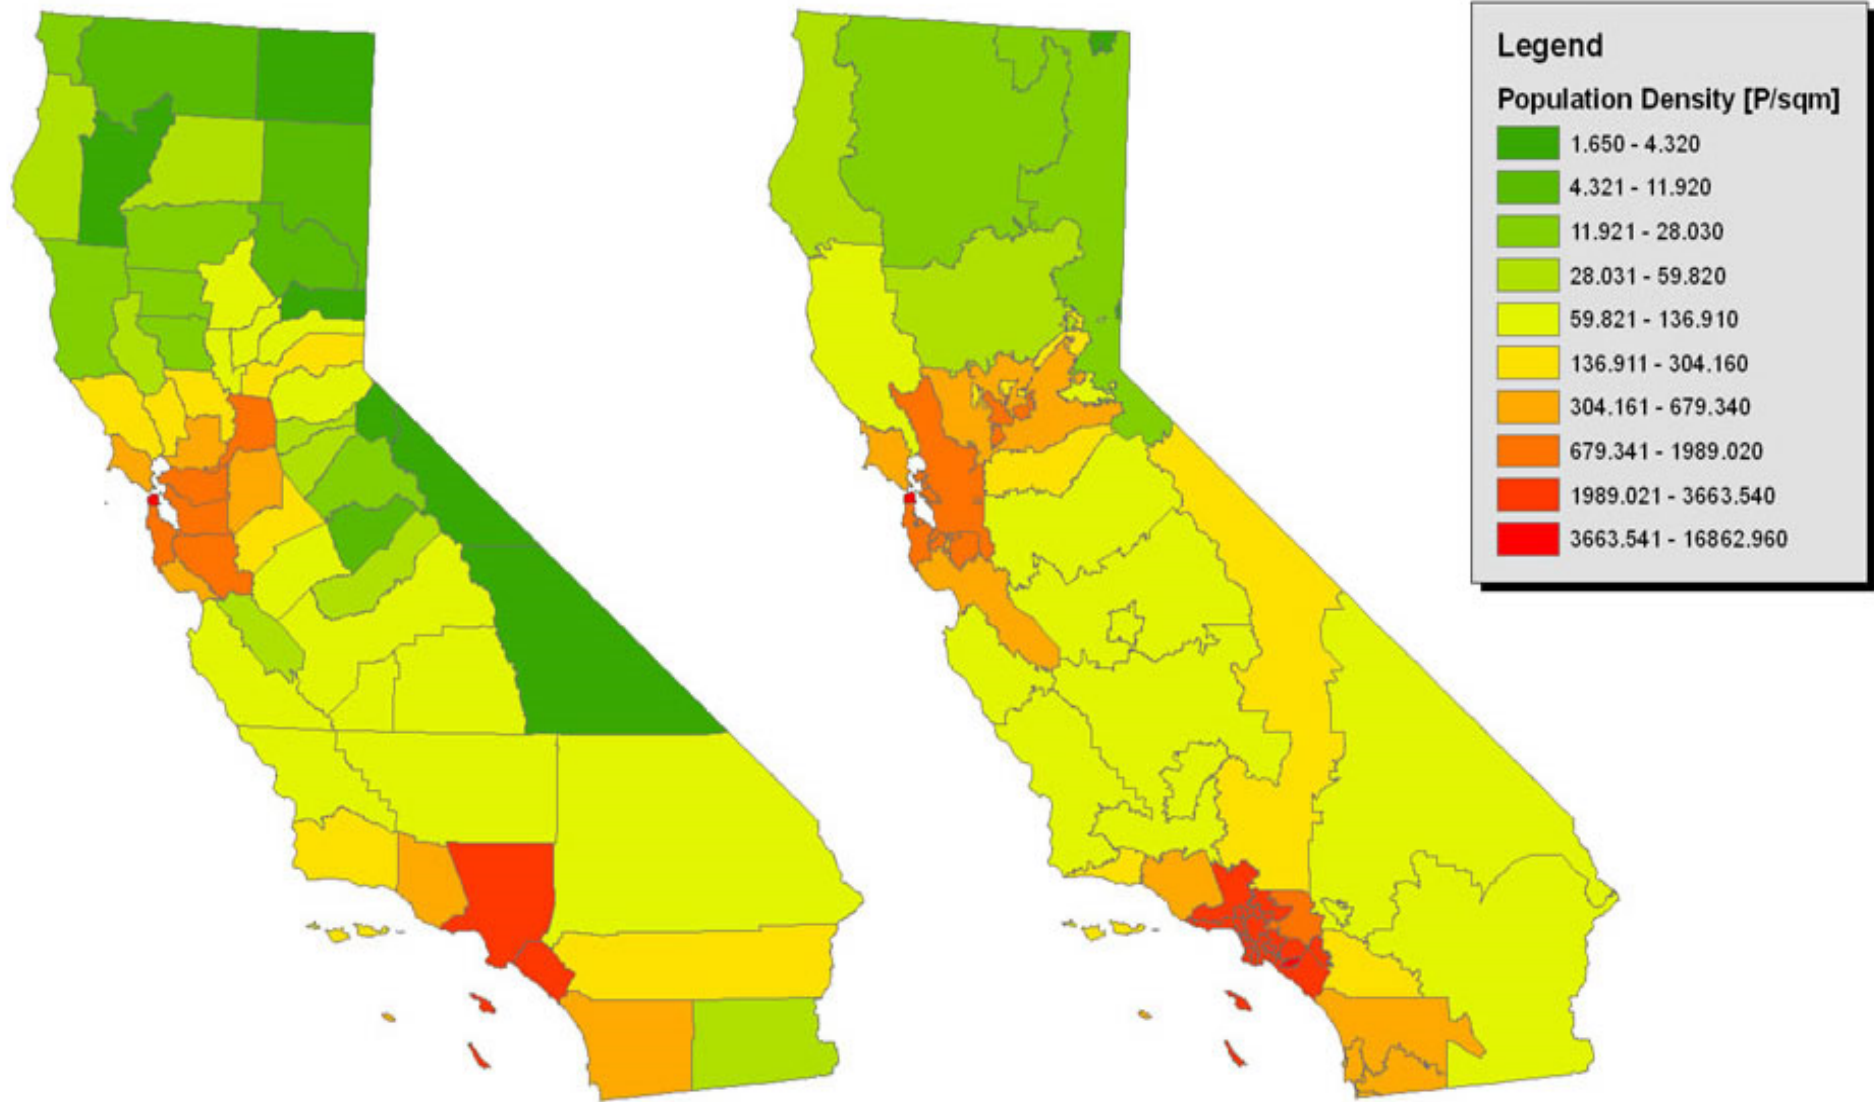 Legend
Population Density [P/sqm]
1.650 - 4.320
4.321 - 11.920
11.921 - 28.030
28.031 - 59.820
59.821 - 136.910
136.911 - 304.160
304.161 - 679.340
679.341 - 1989.020
1989.021 - 3663.540
3663.541 - 16862.960